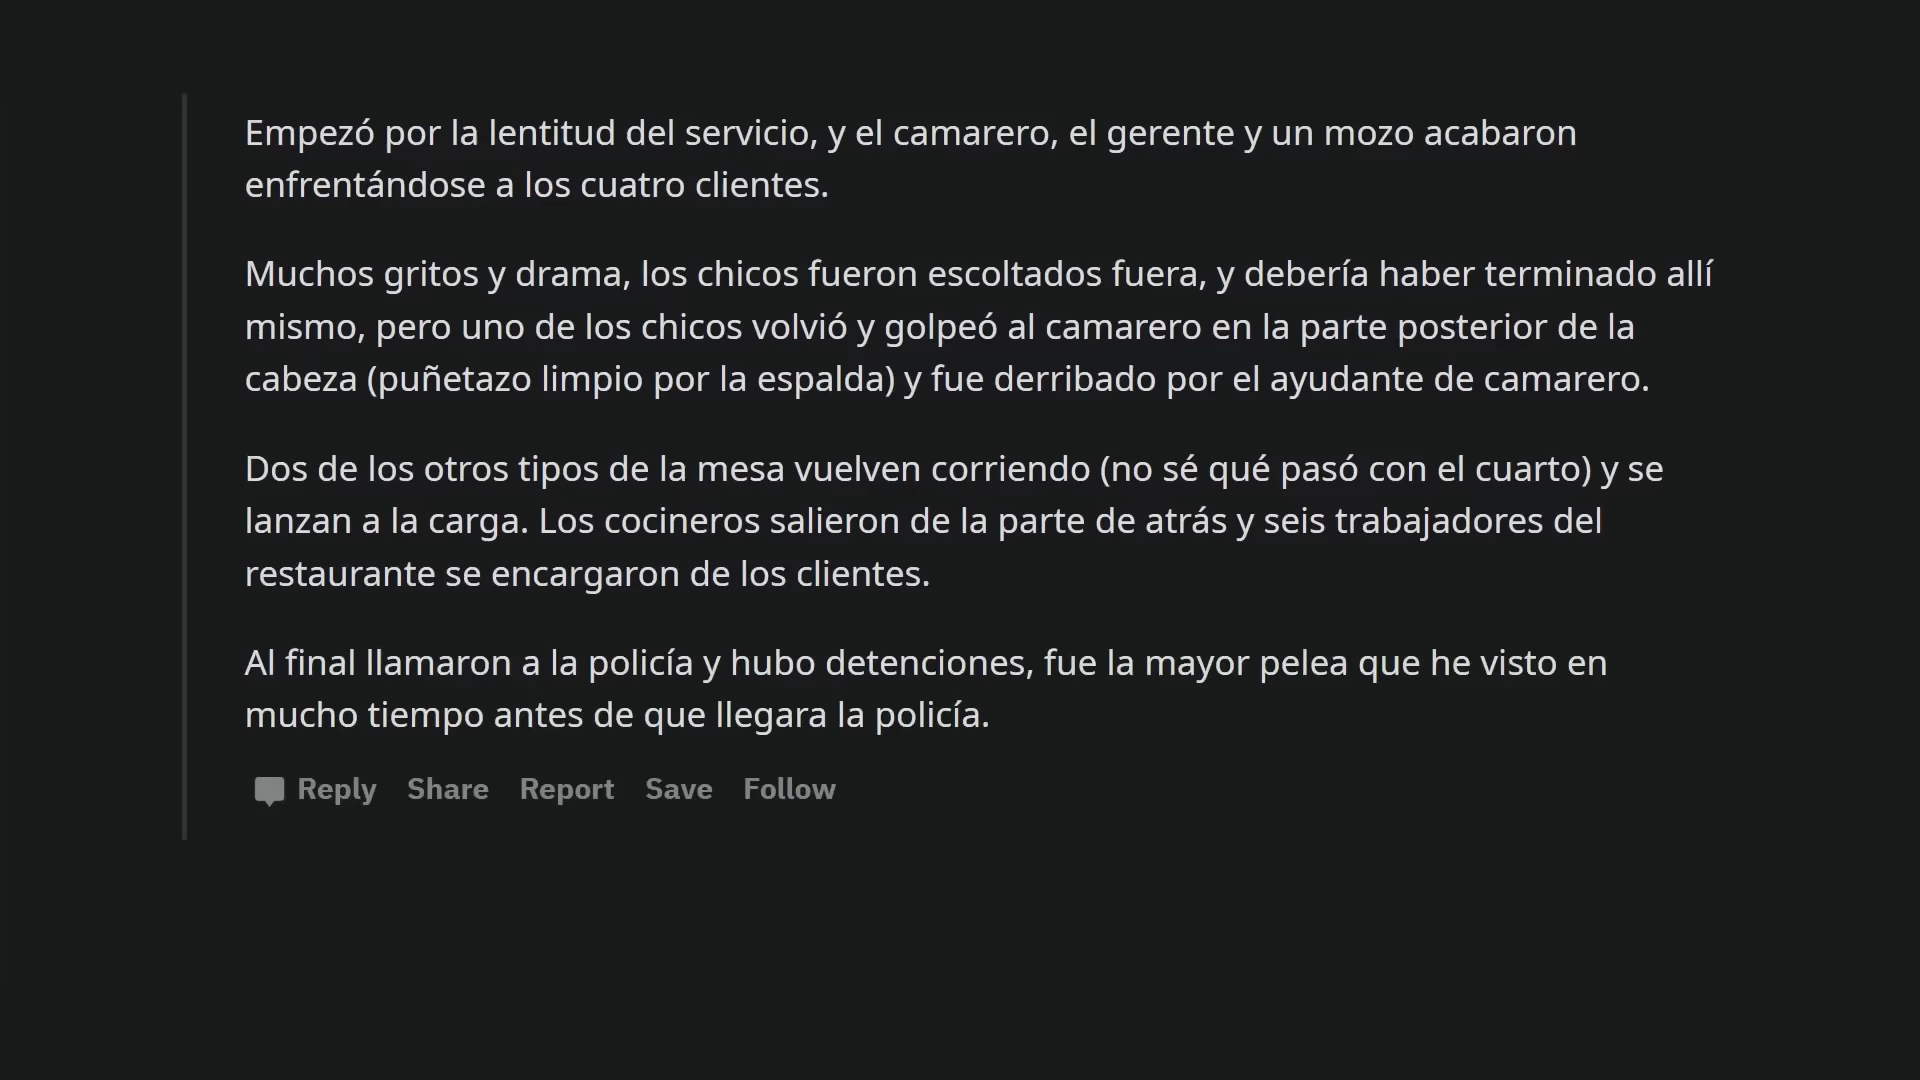 Empezó por la lentitud del servicio, y el camarero, el gerente y un mozo acabaron
enfrentándose a los cuatro clientes.
Muchos gritos y drama, los chicos fueron escoltados fuera, y debería haber terminado allí
mismo, pero uno de los chicos volvió y golpeó al camarero en la parte posterior de la
cabeza (puñetazo limpio por la espalda) y fue derribado por el ayudante de camarero.
Dos de los otros tipos de la mesa vuelven corriendo (no sé qué pasó con el cuarto) y se
lanzan a la carga. Los cocineros salieron de la parte de atrás y seis trabajadores del
restaurante se encargaron de los clientes.
Al final llamaron a la policía y hubo detenciones, fue la mayor pelea que he visto en
mucho tiempo antes de que llegara la policía.
Reply Share Report Save Follow